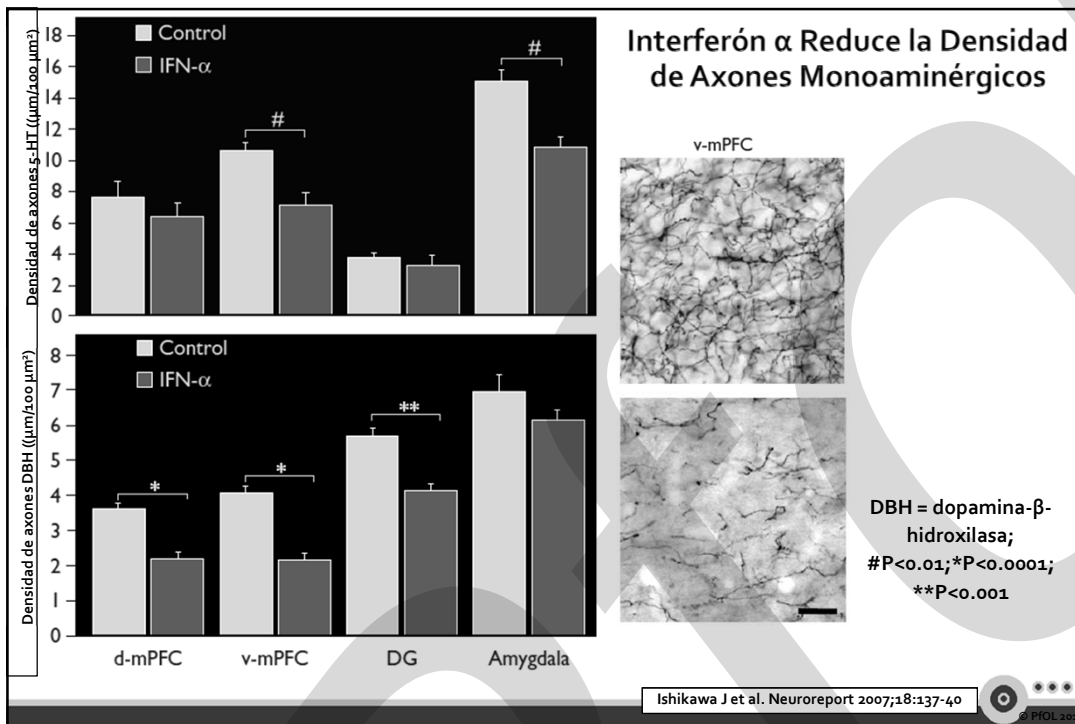 Interferón α Reduce la Densidad
de Axones Monoaminérgicos
Densidad de axones 5-HT ((µm/100 µm²)
18
16
14
12
10
8
6
4
2
0
Control
IFN-α
#
#
Densidad de axones DBH ((µm/100 µm²)
8
7
6
5
4
3
2
1
0
Control
IFN-α
*
*
**
d-mPFC
v-mPFC
DG
Amygdala
v-mPFC
DBH = dopamina-β-
hidroxilasa;
#P<0.01;*P<0.0001;
**P<0.001
Ishikawa J et al. Neuroreport 2007;18:137-40
© PfOL